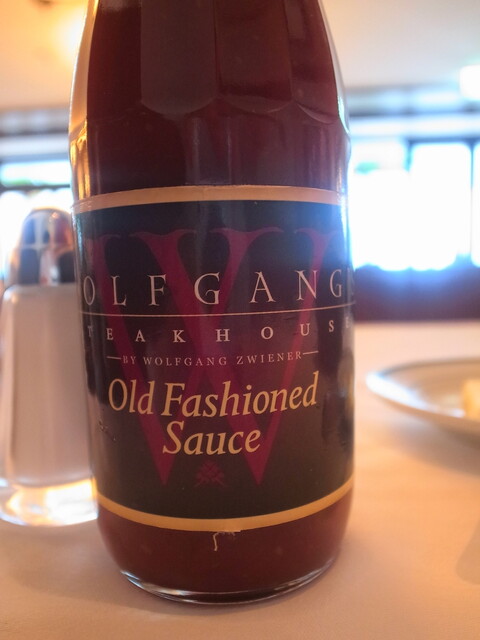 OLFGANG
TEAKHOUSE
BY WOLFGANG ZWIENER
Old Fashioned
Sauce
W